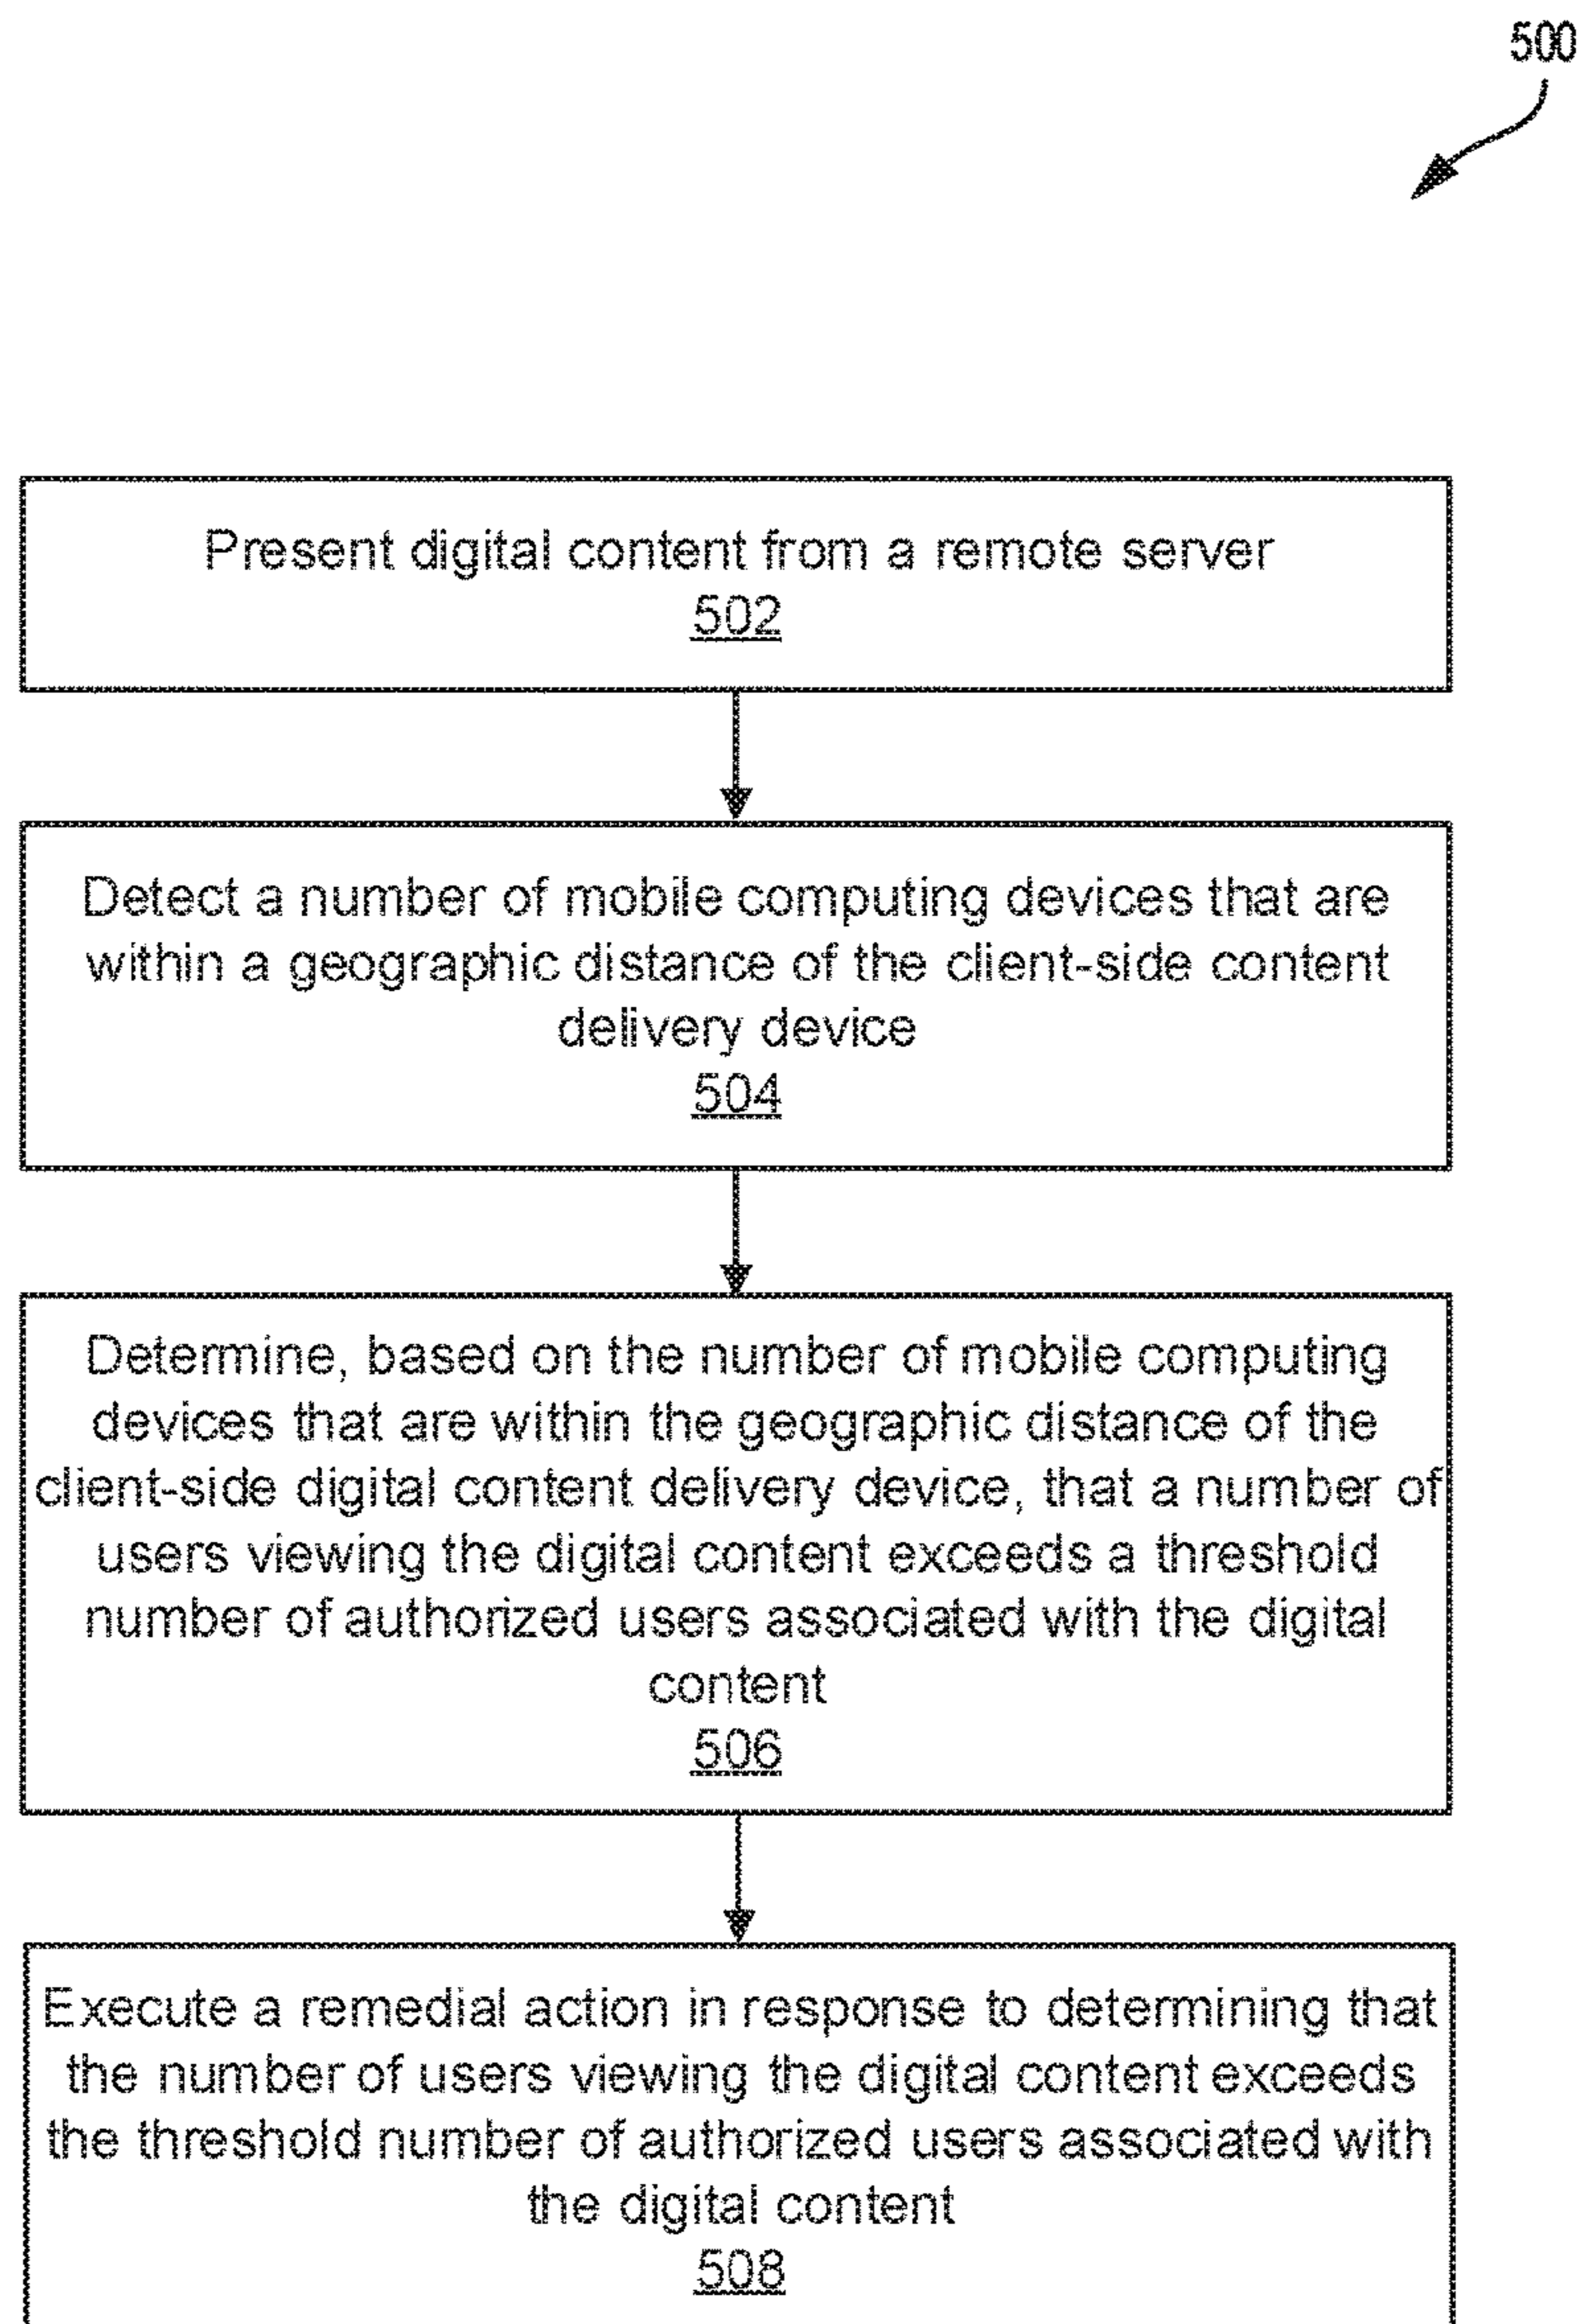 500
Present digital content from a remote server
502
Detect a number of mobile computing devices that are
within a geographic distance of the client-side content
delivery device
504
Determine, based on the number of mobile computing
devices that are within the geographic distance of the
client-side digital content delivery device, that a number of
users viewing the digital content exceeds a threshold
number of authorized users associated with the digital
content
506
Execute a remedial action in response to determining that
the number of users viewing the digital content exceeds
the threshold number of authorized users associated with
the digital content
508